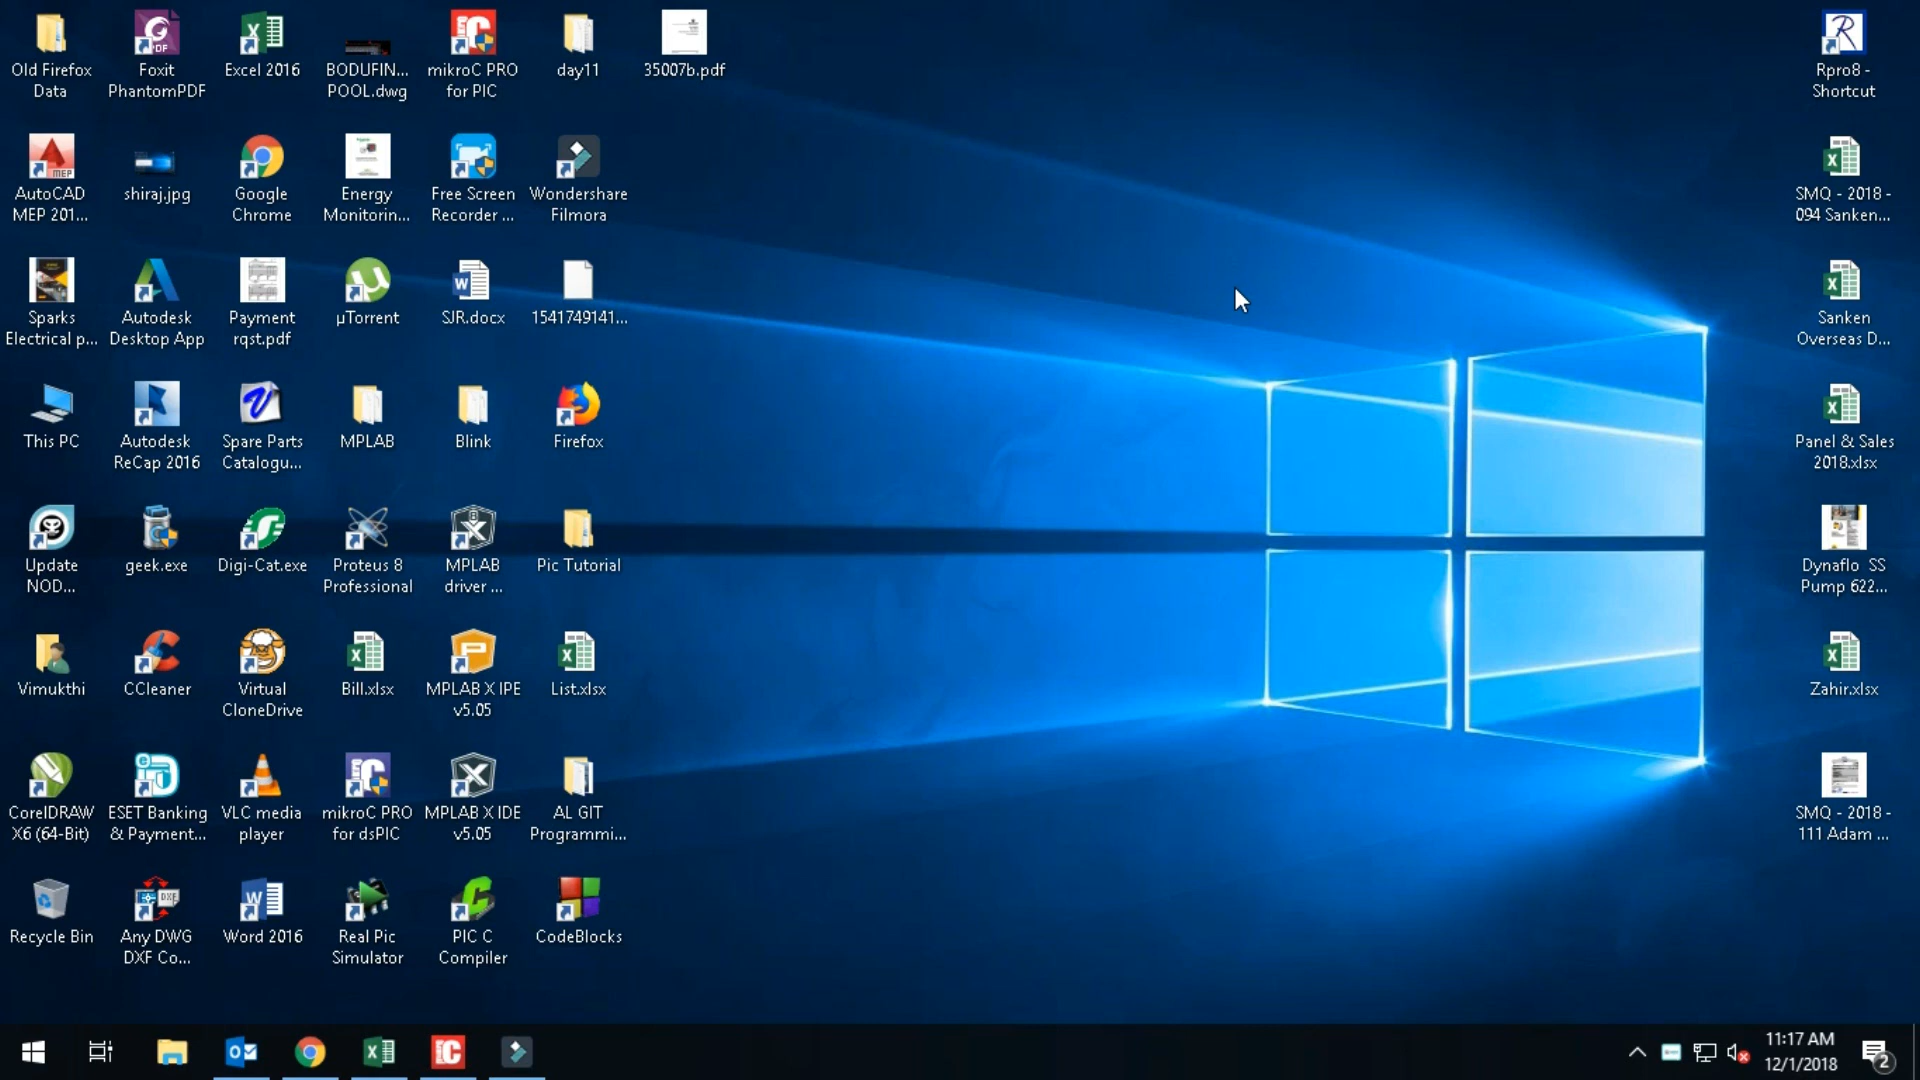 Old Firefox
Data
Foxit
PhantomPDF
Excel 2016
BODUFIN...
POOL.dwg
mikroC PRO
for PIC
day11
35007b.pdf
Rpro8 -
Shortcut
AutoCAD
MEP 201...
shiraj.jpg
Google
Chrome
Energy
Monitorin...
Free Screen
Recorder ...
Wondershare
Filmora
SMQ - 2018 -
094 Sanken...
Sparks
Electrical p...
Autodesk
Desktop App
Payment
rqst.pdf
µTorrent
SJR.docx
1541749141...
Sanken
Overseas D...
This PC
Autodesk
ReCap 2016
Spare Parts
Catalogu...
MPLAB
Blink
Firefox
Panel & Sales
2018.xlsx
Update
NOD...
geek.exe
Digi-Cat.exe
Proteus 8
Professional
MPLAB
driver ...
Pic Tutorial
Dynaflo SS
Pump 622...
Vimukthi
CCleaner
Virtual
CloneDrive
Bill.xlsx
MPLAB X IPE
v5.05
List.xlsx
Zahir.xlsx
CorelDRAW
X6 (64-Bit)
ESET Banking
& Payment...
VLC media
player
mikroC PRO
for dsPIC
MPLAB X IDE
v5.05
AL GIT
Programmi...
SMQ - 2018 -
111 Adam ...
Recycle Bin
Any DWG
DXF Co...
Word 2016
Real Pic
Simulator
PIC C
Compiler
CodeBlocks
11:17 AM
12/1/2018
2